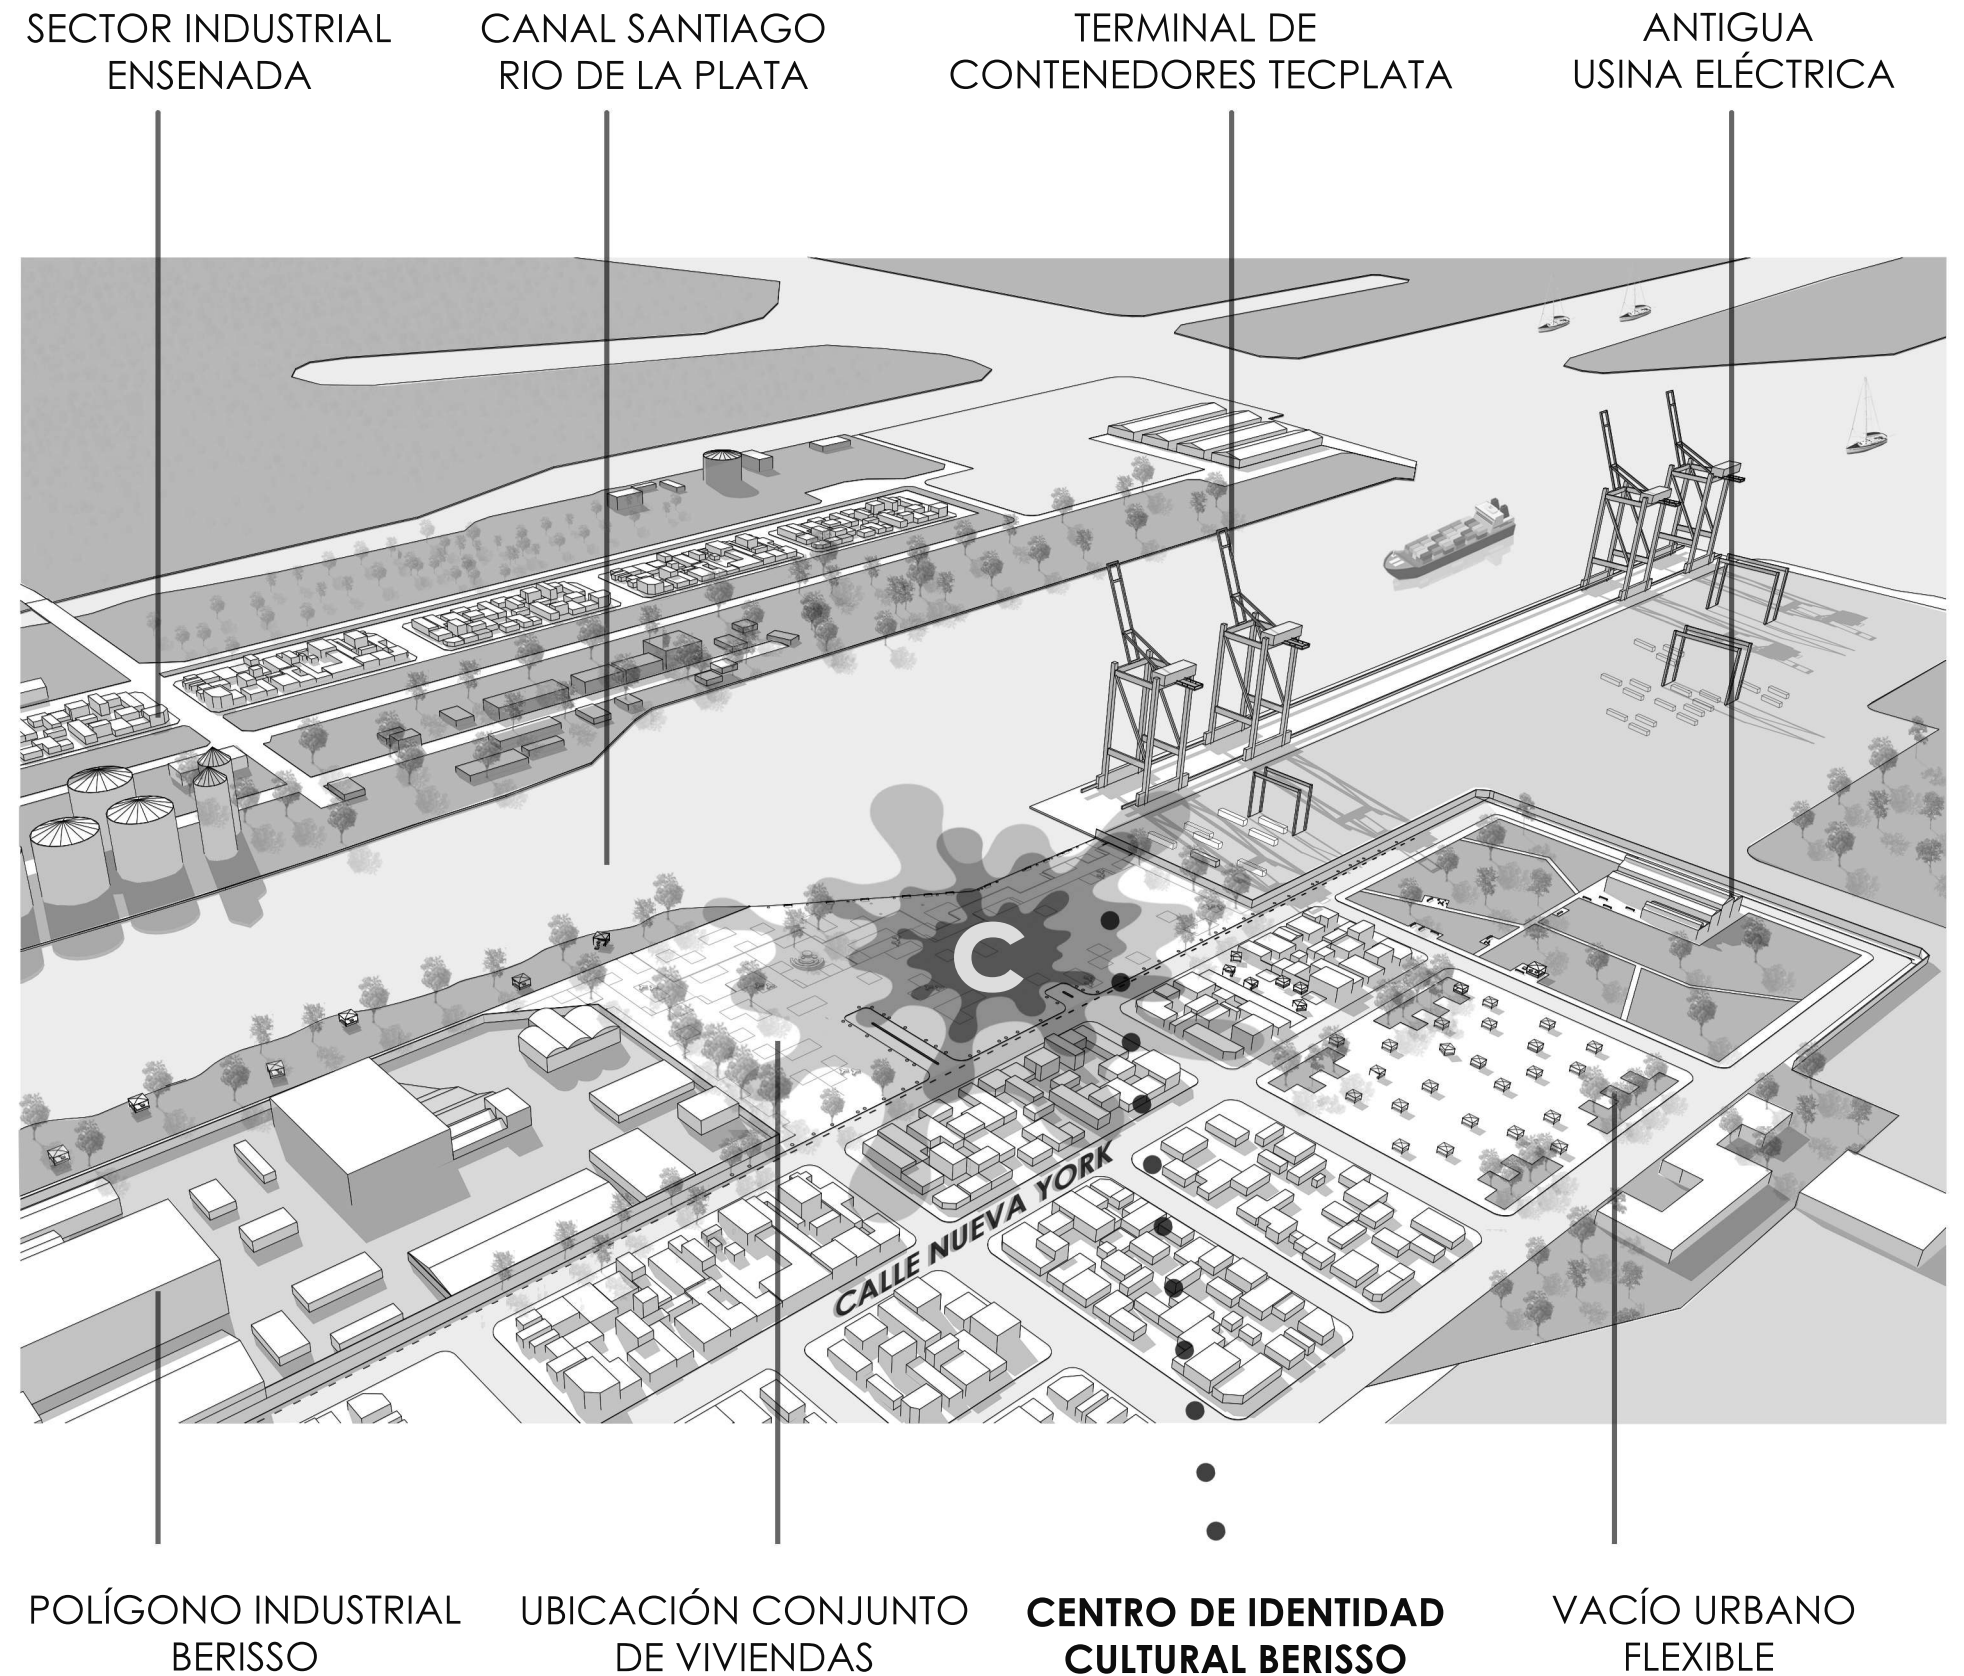 SECTOR INDUSTRIAL
ENSENADA
CANAL SANTIAGO
RIO DE LA PLATA
TERMINAL DE
CONTENEDORES TECPLATA
ANTIGUA
USINA ELÉCTRICA
C
CALLE NUEVA YORK
POLÍGONO INDUSTRIAL
BERISSO
UBICACIÓN CONJUNTO
DE VIVIENDAS
CENTRO DE IDENTIDAD
CULTURAL BERISSO
VACÍO URBANO
FLEXIBLE